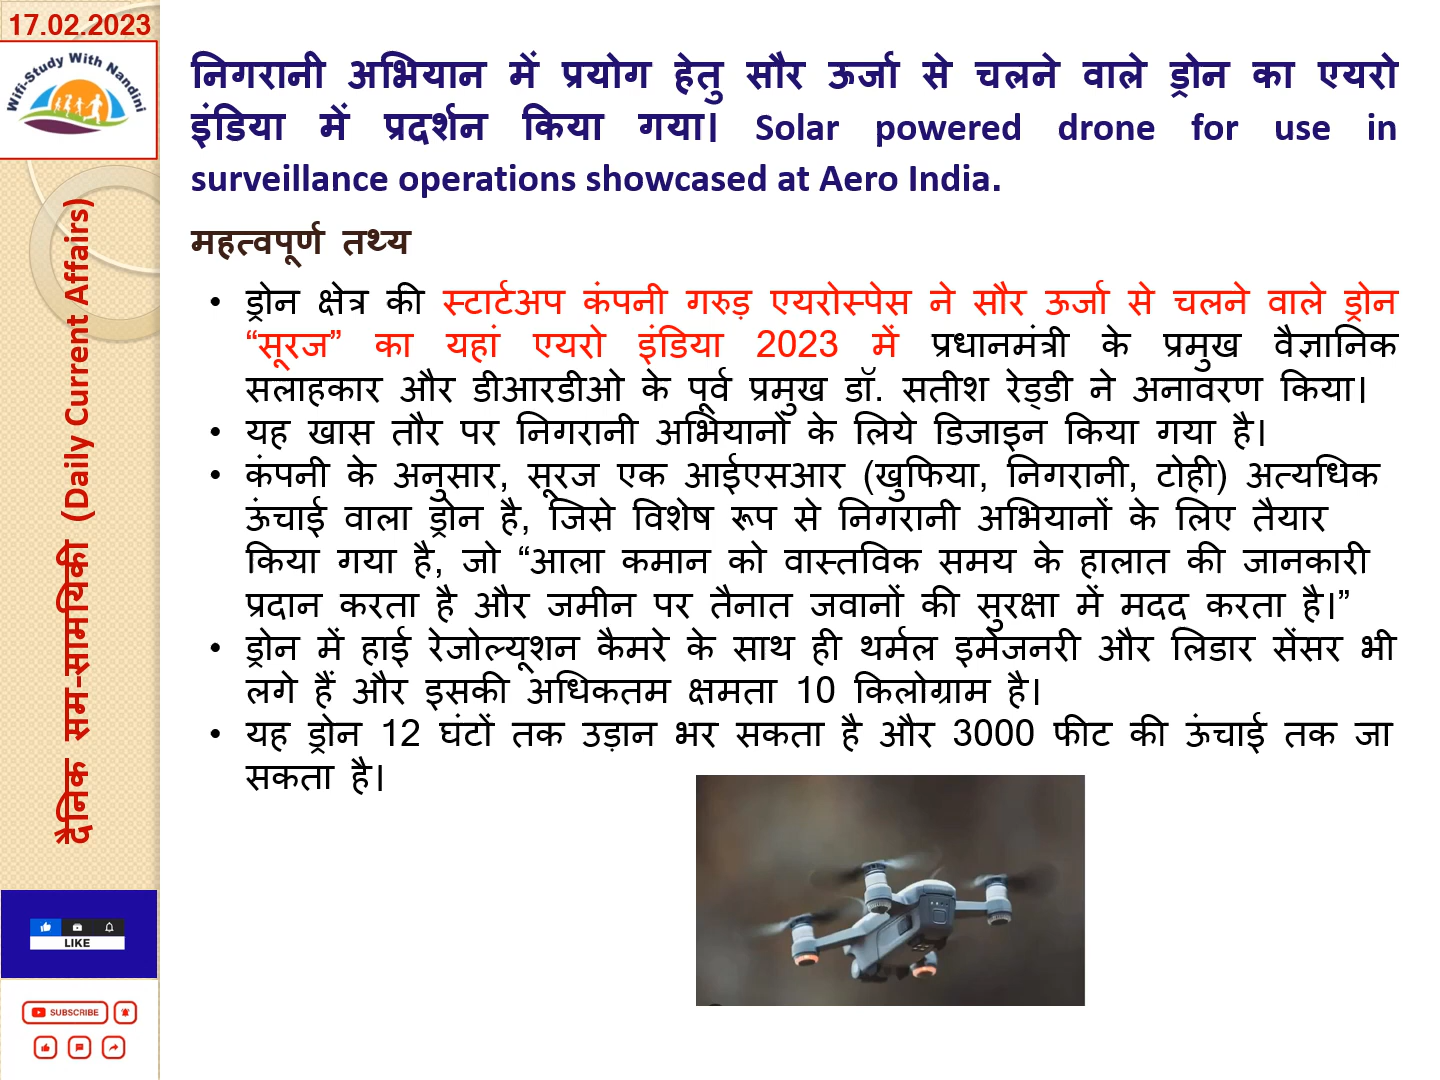 17.02.2023
Wifi-Study With Nandini
दैनिक सम-सामयिकी (Daily Current Affairs)
LIKE
SUBSCRIBE
निगरानी अभियान में प्रयोग हेतु सौर ऊर्जा से चलने वाले ड्रोन का एयरो
इंडिया में प्रदर्शन किया गया। Solar powered drone for use in
surveillance operations showcased at Aero India.
महत्वपूर्ण तथ्य
• ड्रोन क्षेत्र की स्टार्टअप कंपनी गरुड़ एयरोस्पेस ने सौर ऊर्जा से चलने वाले ड्रोन
“सूरज” का यहां एयरो इंडिया 2023 में प्रधानमंत्री के प्रमुख वैज्ञानिक
सलाहकार और डीआरडीओ के पूर्व प्रमुख डॉ. सतीश रेड्डी ने अनावरण किया।
• यह खास तौर पर निगरानी अभियानों के लिये डिजाइन किया गया है।
• कंपनी के अनुसार, सूरज एक आईएसआर (खुफिया, निगरानी, टोही) अत्यधिक
ऊंचाई वाला ड्रोन है, जिसे विशेष रूप से निगरानी अभियानों के लिए तैयार
किया गया है, जो “आला कमान को वास्तविक समय के हालात की जानकारी
प्रदान करता है और जमीन पर तैनात जवानों की सुरक्षा में मदद करता है।”
• ड्रोन में हाई रेजोल्यूशन कैमरे के साथ ही थर्मल इमेजनरी और लिडार सेंसर भी
लगे हैं और इसकी अधिकतम क्षमता 10 किलोग्राम है।
• यह ड्रोन 12 घंटों तक उड़ान भर सकता है और 3000 फीट की ऊंचाई तक जा
सकता है।